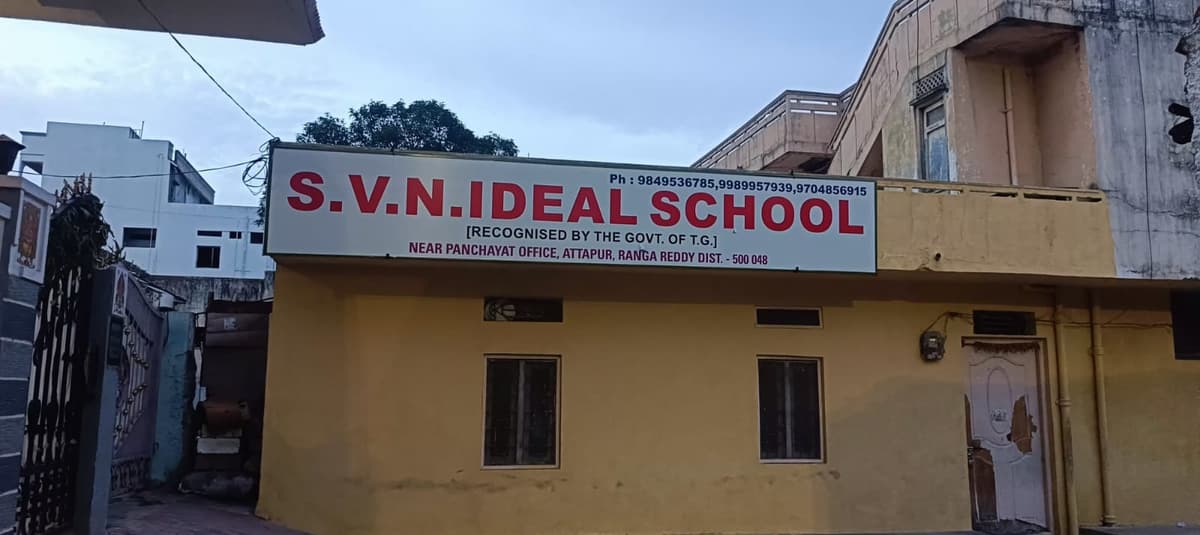 Ph : 9849536785,9989957939,9704856915
S.V.N.IDEAL SCHOOL
[RECOGNISED BY THE GOVT. OF T.G.]
NEAR PANCHAYAT OFFICE, ATTAPUR, RANGA REDDY DIST. - 500 048